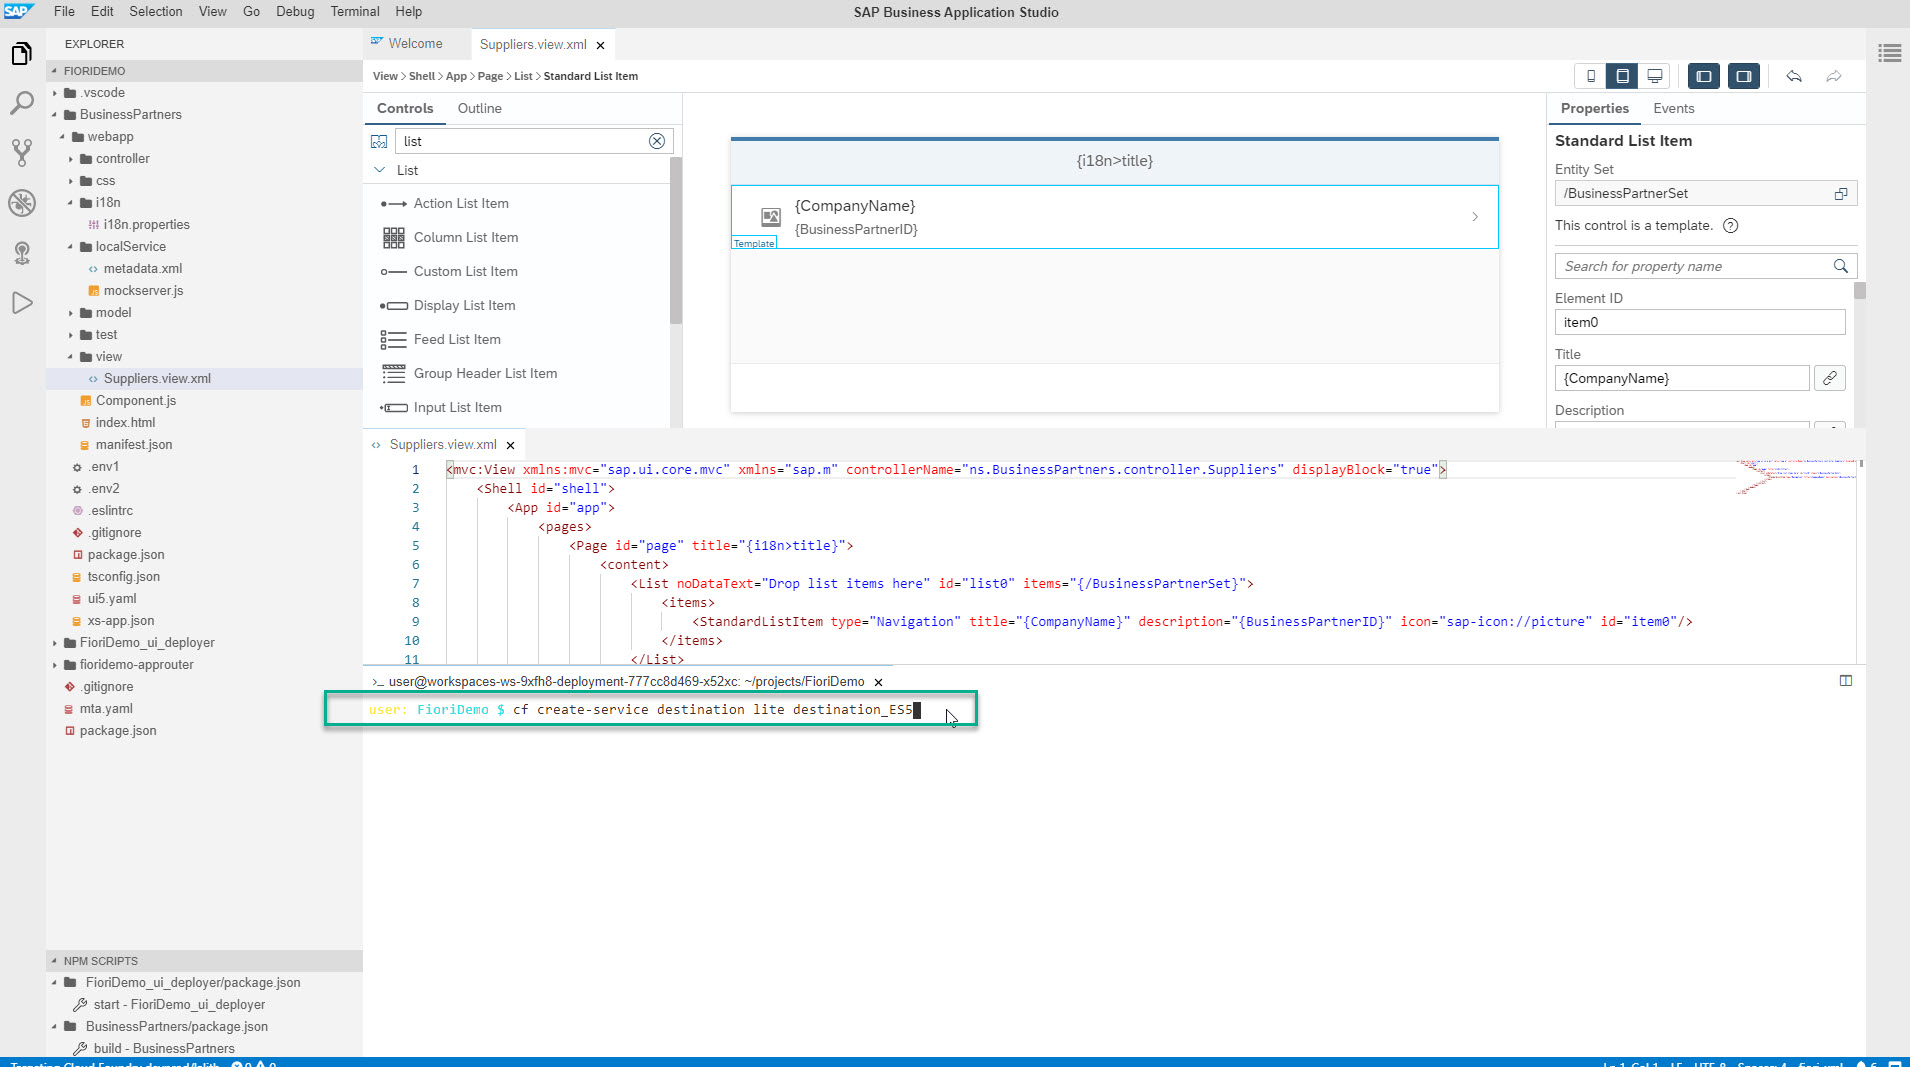 SAP File Edit Selection View Go Debug Terminal Help SAP Business Application Studio
EXPLORER
FIORIDEMO
.vscode
BusinessPartners
webapp
controller
css
i18n
i18n.properties
localService
metadata.xml
mockserver.js
model
test
view
Suppliers.view.xml
Component.js
index.html
manifest.json
.env1
.env2
.eslintrc
.gitignore
package.json
tsconfig.json
ui5.yaml
xs-app.json
FioriDemo_ui_deployer
fioridemo-approuter
.gitignore
mta.yaml
package.json
NPM SCRIPTS
FioriDemo_ui_deployer/package.json
start - FioriDemo_ui_deployer
BusinessPartners/package.json
build - BusinessPartners
Welcome Suppliers.view.xml
View > Shell > App > Page > List > Standard List Item
Controls Outline
list
List
Action List Item
Column List Item
Custom List Item
Display List Item
Feed List Item
Group Header List Item
Input List Item
{i18n>title}
{CompanyName}
{BusinessPartnerID}
Template
Properties Events
Standard List Item
Entity Set
/BusinessPartnerSet
This control is a template.
Search for property name
Element ID
item0
Title
{CompanyName}
Description
Suppliers.view.xml
1 <mvc:View xmlns:mvc="sap.ui.core.mvc" xmlns="sap.m" controllerName="ns.BusinessPartners.controller.Suppliers" displayBlock="true">
2 <Shell id="shell">
3 <App id="app">
4 <pages>
5 <Page id="page" title="{i18n>title}">
6 <content>
7 <List noDataText="Drop list items here" id="list0" items="{/BusinessPartnerSet}">
8 <items>
9 <StandardListItem type="Navigation" title="{CompanyName}" description="{BusinessPartnerID}" icon="sap-icon://picture" id="item0"/>
10 </items>
11 </List>
>_ user@workspaces-ws-9xfh8-deployment-777cc8d469-x52xc: ~/projects/FioriDemo
user: FioriDemo $ cf create-service destination lite destination_ES5